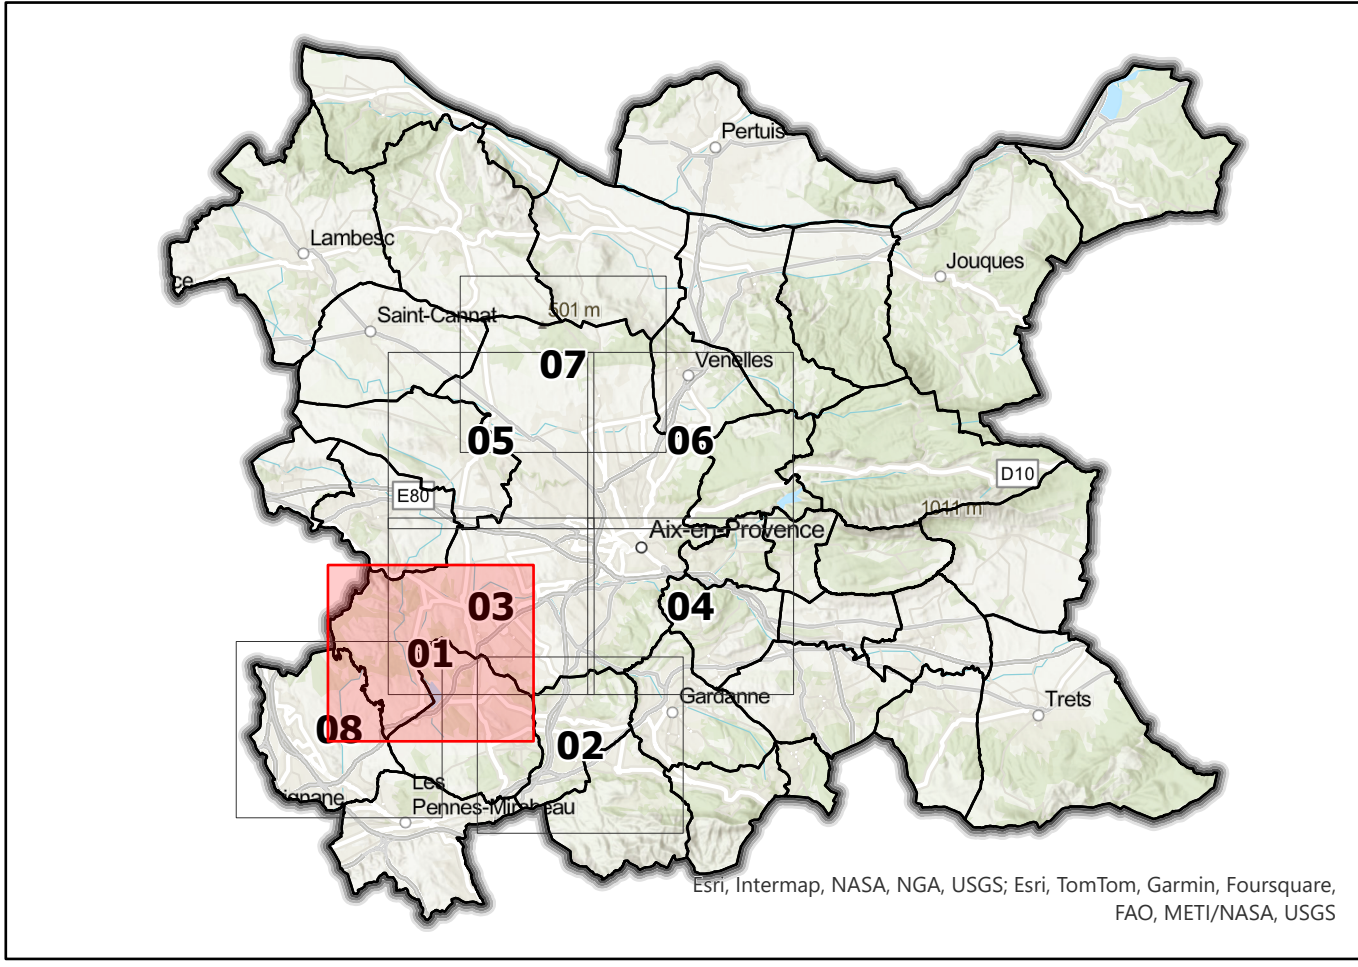 Pertuis
Lambesc
Jouques
ce
Saint-Cannat
501 m
07
Venelles
05
06
E80
D10
1011 m
Aix-en-Provence
03
04
01
Gardanne
Trets
08
02
Les
Pennes-Mirabeau
ignane
Esri, Intermap, NASA, NGA, USGS; Esri, TomTom, Garmin, Foursquare,
FAO, METI/NASA, USGS